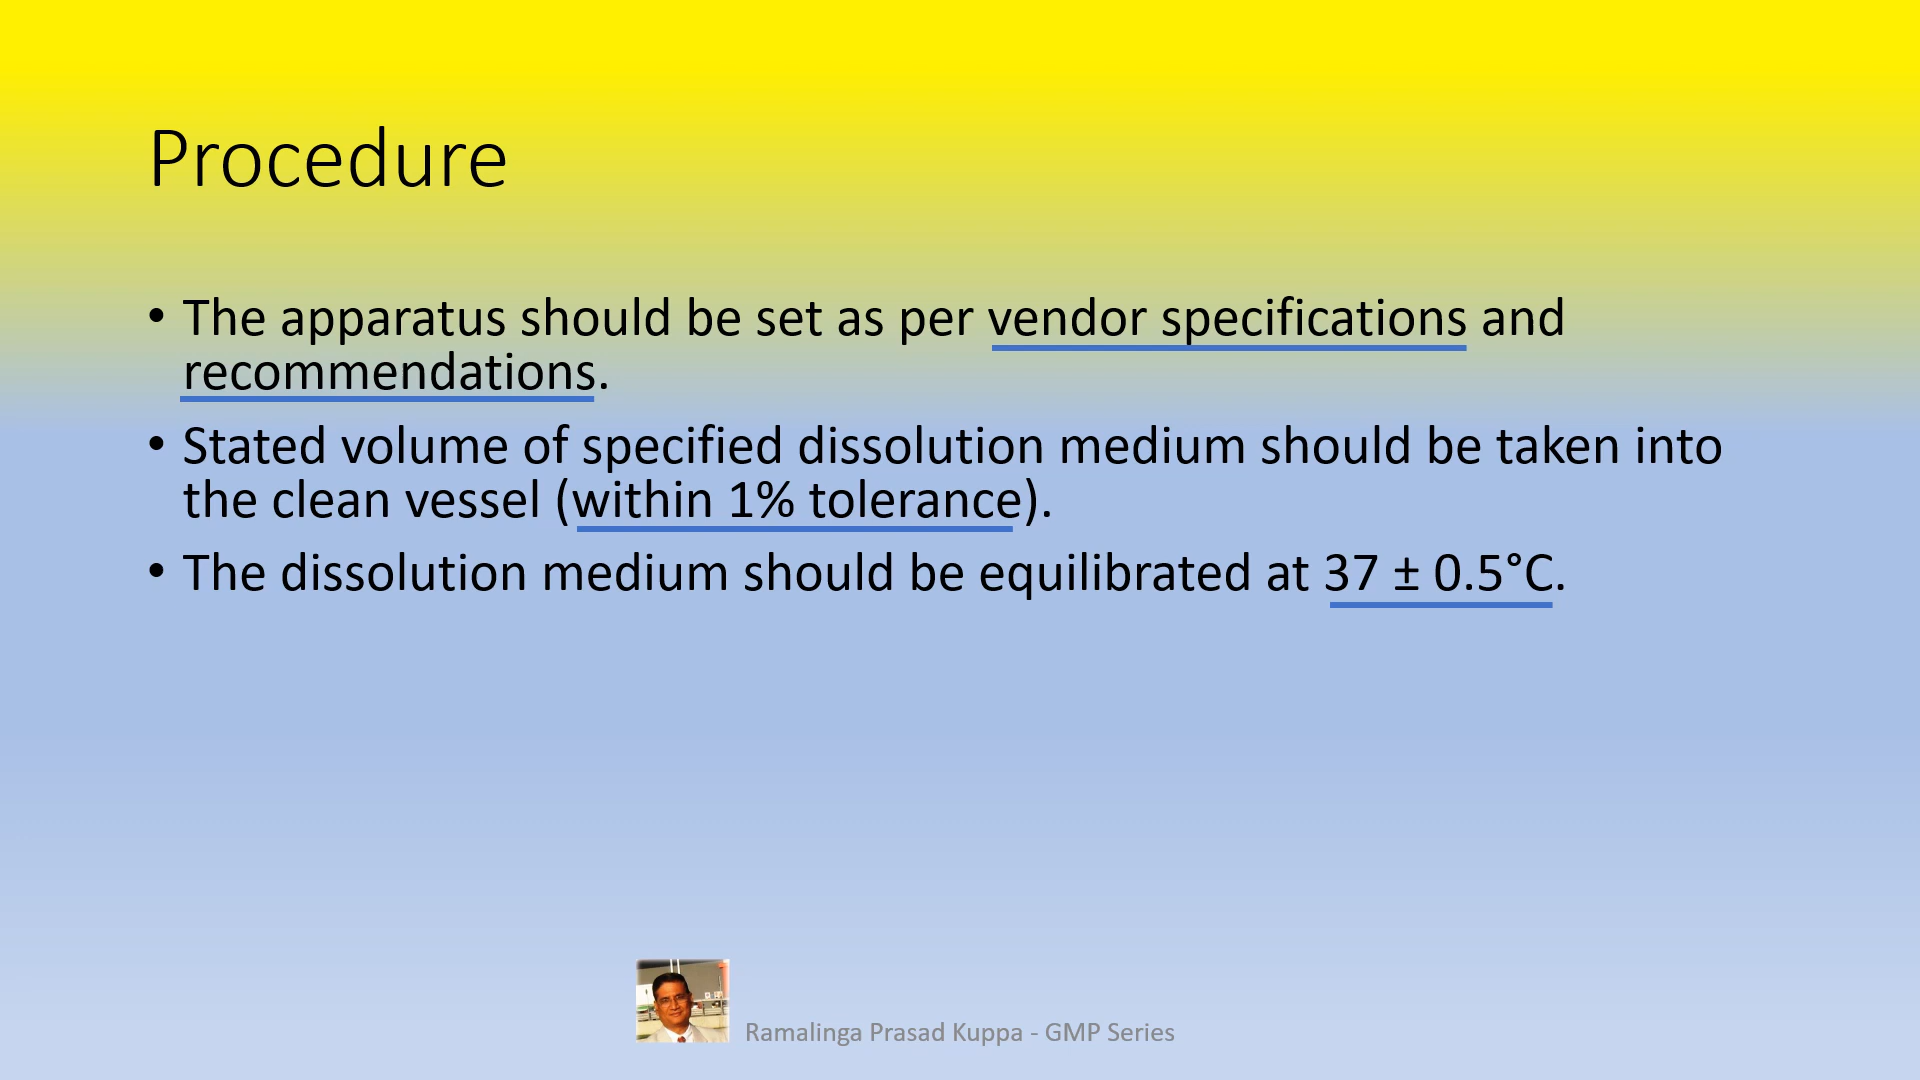 Procedure
• The apparatus should be set as per vendor specifications and
recommendations.
• Stated volume of specified dissolution medium should be taken into
the clean vessel (within 1% tolerance).
• The dissolution medium should be equilibrated at 37 ± 0.5°C.
Ramalinga Prasad Kuppa - GMP Series